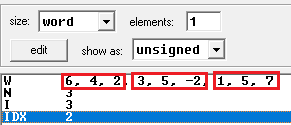 size: word elements: 1
edit show as: unsigned
W 6, 4, 2, 3, 5, -2, 1, 5, 7
N 3
I 3
IDX 2